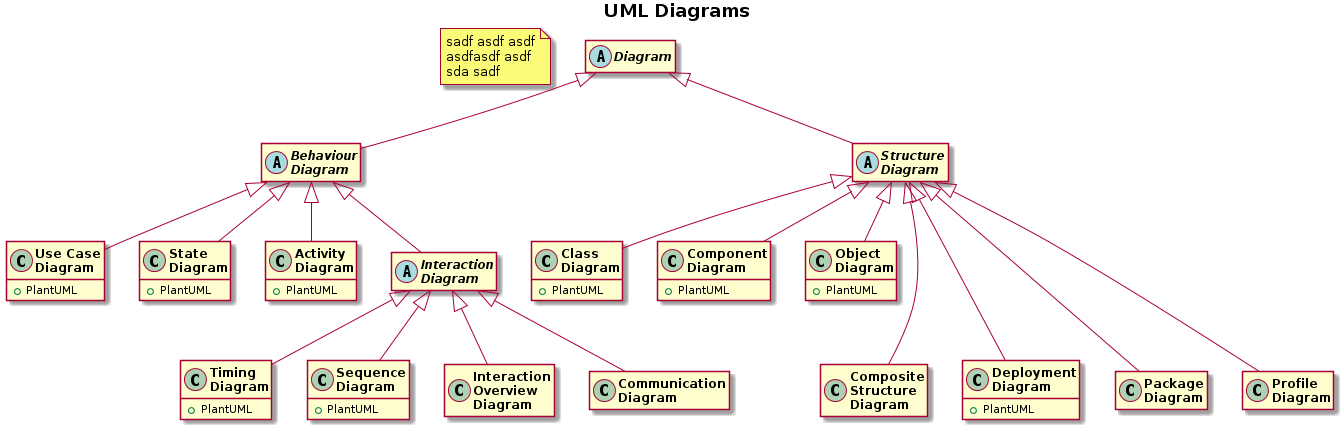 UML Diagrams
sadf asdf asdf
asdfasdf asdf
sda sadf
A Diagram
A Behaviour
Diagram
A Structure
Diagram
C Use Case
Diagram
PlantUML
C State
Diagram
PlantUML
C Activity
Diagram
PlantUML
A Interaction
Diagram
C Class
Diagram
PlantUML
C Component
Diagram
PlantUML
C Object
Diagram
PlantUML
C Timing
Diagram
PlantUML
C Sequence
Diagram
PlantUML
C Interaction
Overview
Diagram
C Communication
Diagram
C Composite
Structure
Diagram
C Deployment
Diagram
PlantUML
C Package
Diagram
C Profile
Diagram